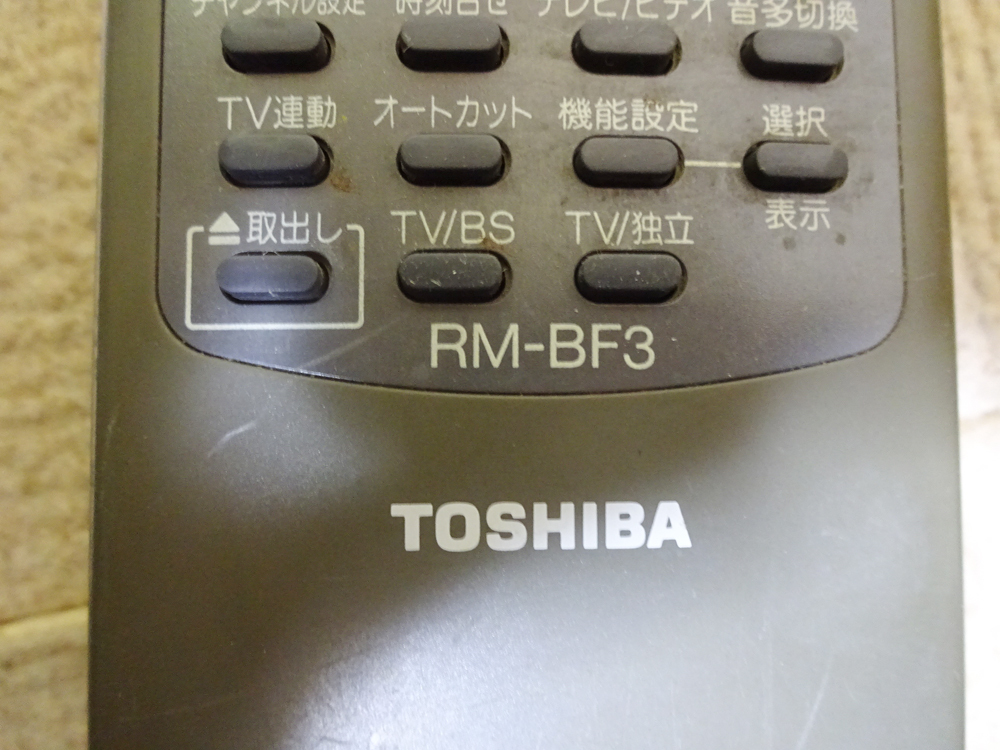 チャンネル設定 時刻合せ テレビ/ビデオ 音多切換
TV連動 オートカット 機能設定 選択
表示
⏏取出し TV/BS TV/独立
RM-BF3
TOSHIBA